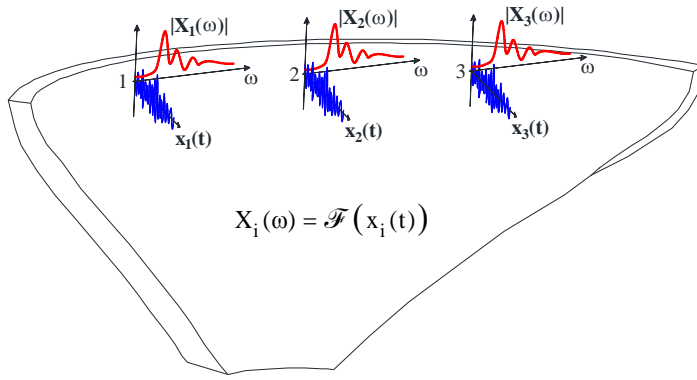 |X₁(ω)| |X₂(ω)| |X₃(ω)|
1 ω 2 ω 3 ω
x₁(t) x₂(t) x₃(t)
Xᵢ(ω) = ℱ(xᵢ(t))